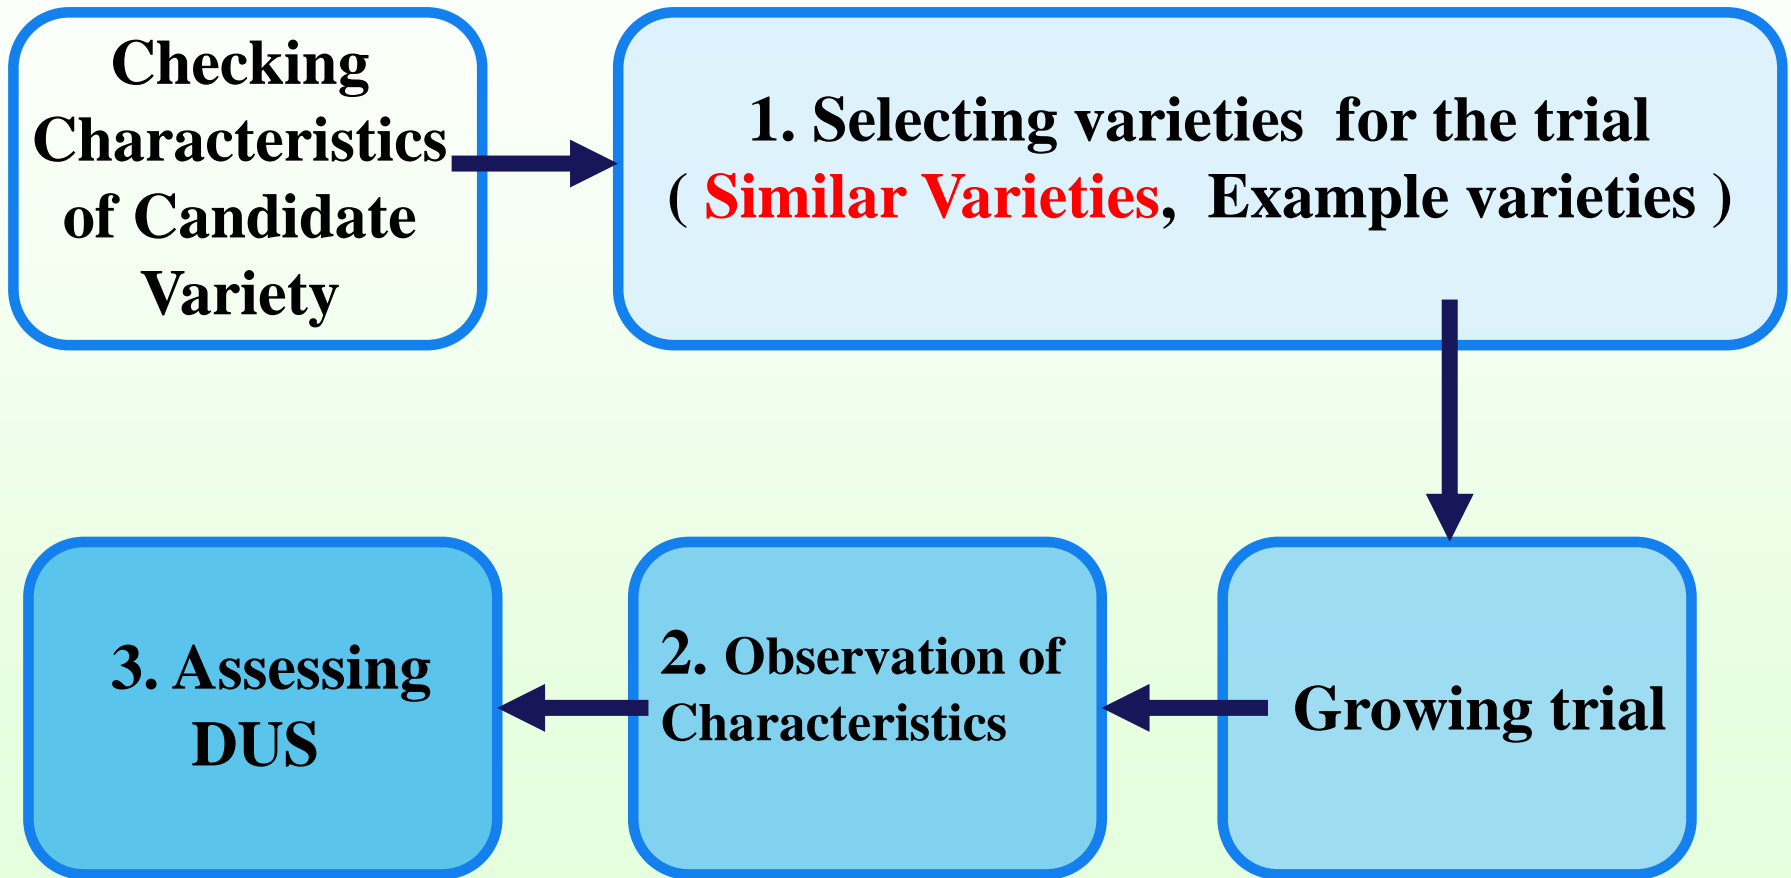 Checking
Characteristics
of Candidate
Variety
1. Selecting varieties  for the trial
( Similar Varieties,  Example varieties )
3. Assessing
DUS
2. Observation of
Characteristics
Growing trial